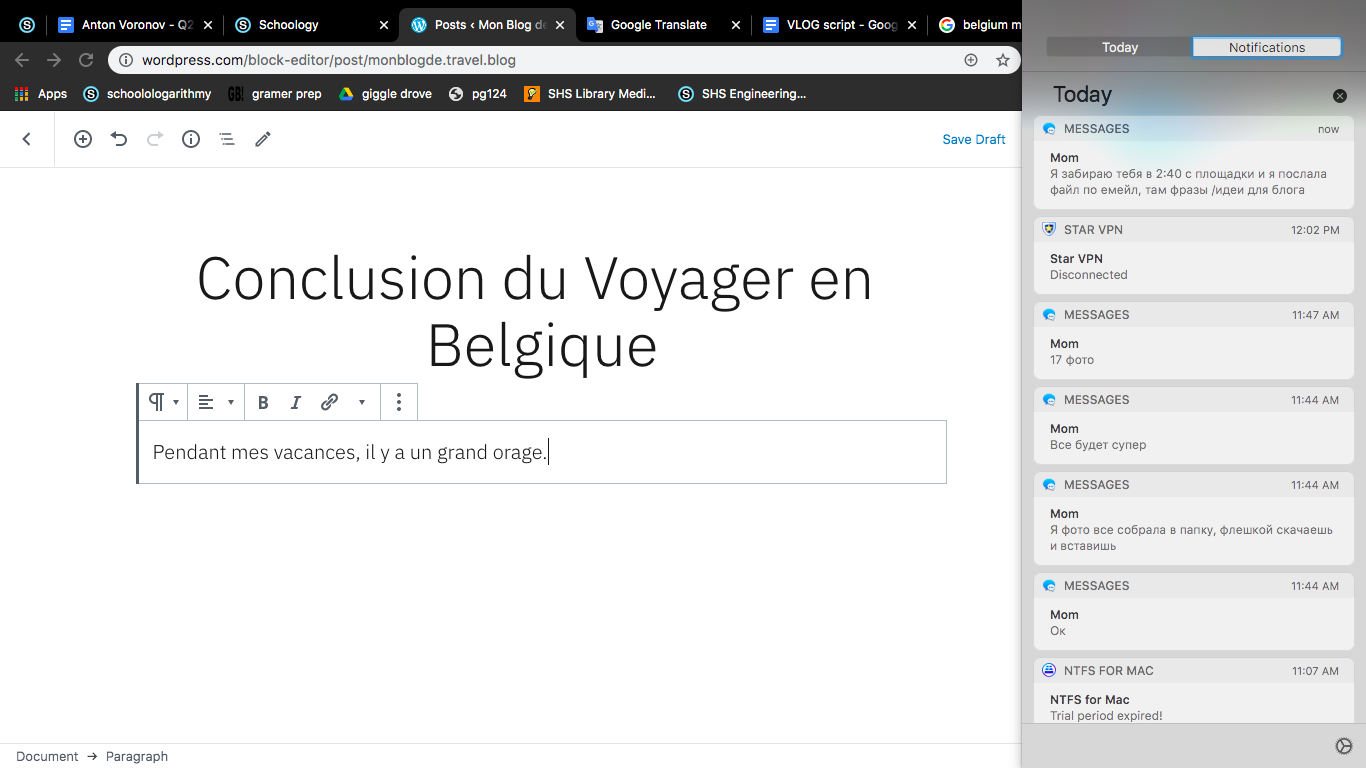 Anton Voronov - Q2
Schoology
Posts ‹ Mon Blog de
Google Translate
VLOG script - Goog
belgium m
wordpress.com/block-editor/post/monblogde.travel.blog
Apps
schoolologarithmy
GB!
gramer prep
giggle drove
pg124
SHS Library Medi...
SHS Engineering...
Save Draft
Conclusion du Voyager en
Belgique
B
I
Pendant mes vacances, il y a un grand orage.
Document → Paragraph
Today
Notifications
Today
MESSAGES
now
Mom
Я забираю тебя в 2:40 с площадки и я послала
файл по емейл, там фразы /идеи для блога
STAR VPN
12:02 PM
Star VPN
Disconnected
MESSAGES
11:47 AM
Mom
17 фото
MESSAGES
11:44 AM
Mom
Все будет супер
MESSAGES
11:44 AM
Mom
Я фото все собрала в папку, флешкой скачаешь
и вставишь
MESSAGES
11:44 AM
Mom
Ок
NTFS FOR MAC
11:07 AM
NTFS for Mac
Trial period expired!